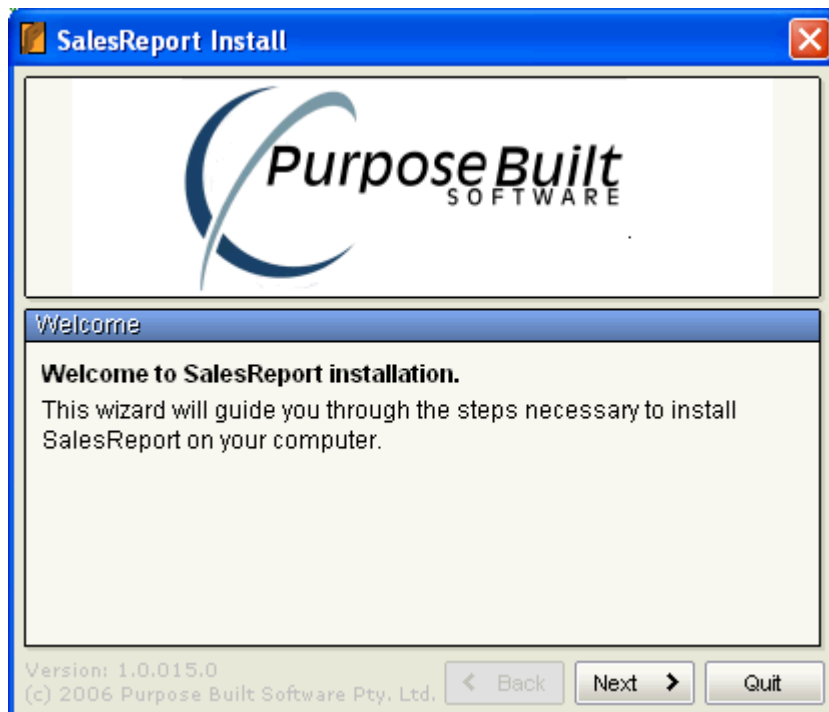 SalesReport Install
Purpose Built
SOFTWARE
Welcome
Welcome to SalesReport installation.
This wizard will guide you through the steps necessary to install
SalesReport on your computer.
Version: 1.0.015.0
(c) 2006 Purpose Built Software Pty. Ltd.
Back Next Quit